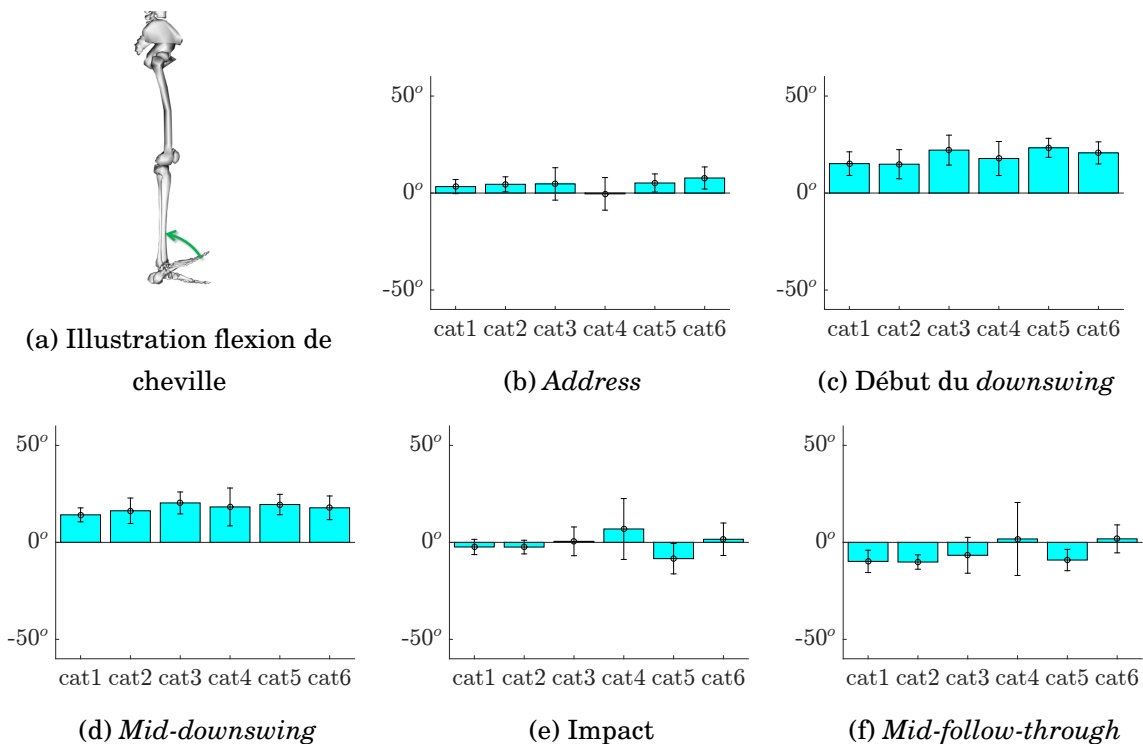 (a) Illustration flexion de
cheville
50°
0°
-50°
cat1 cat2 cat3 cat4 cat5 cat6
(b) Address
50°
0°
-50°
cat1 cat2 cat3 cat4 cat5 cat6
(c) Début du downswing
50°
0°
-50°
cat1 cat2 cat3 cat4 cat5 cat6
(d) Mid-downswing
50°
0°
-50°
cat1 cat2 cat3 cat4 cat5 cat6
(e) Impact
50°
0°
-50°
cat1 cat2 cat3 cat4 cat5 cat6
(f) Mid-follow-through